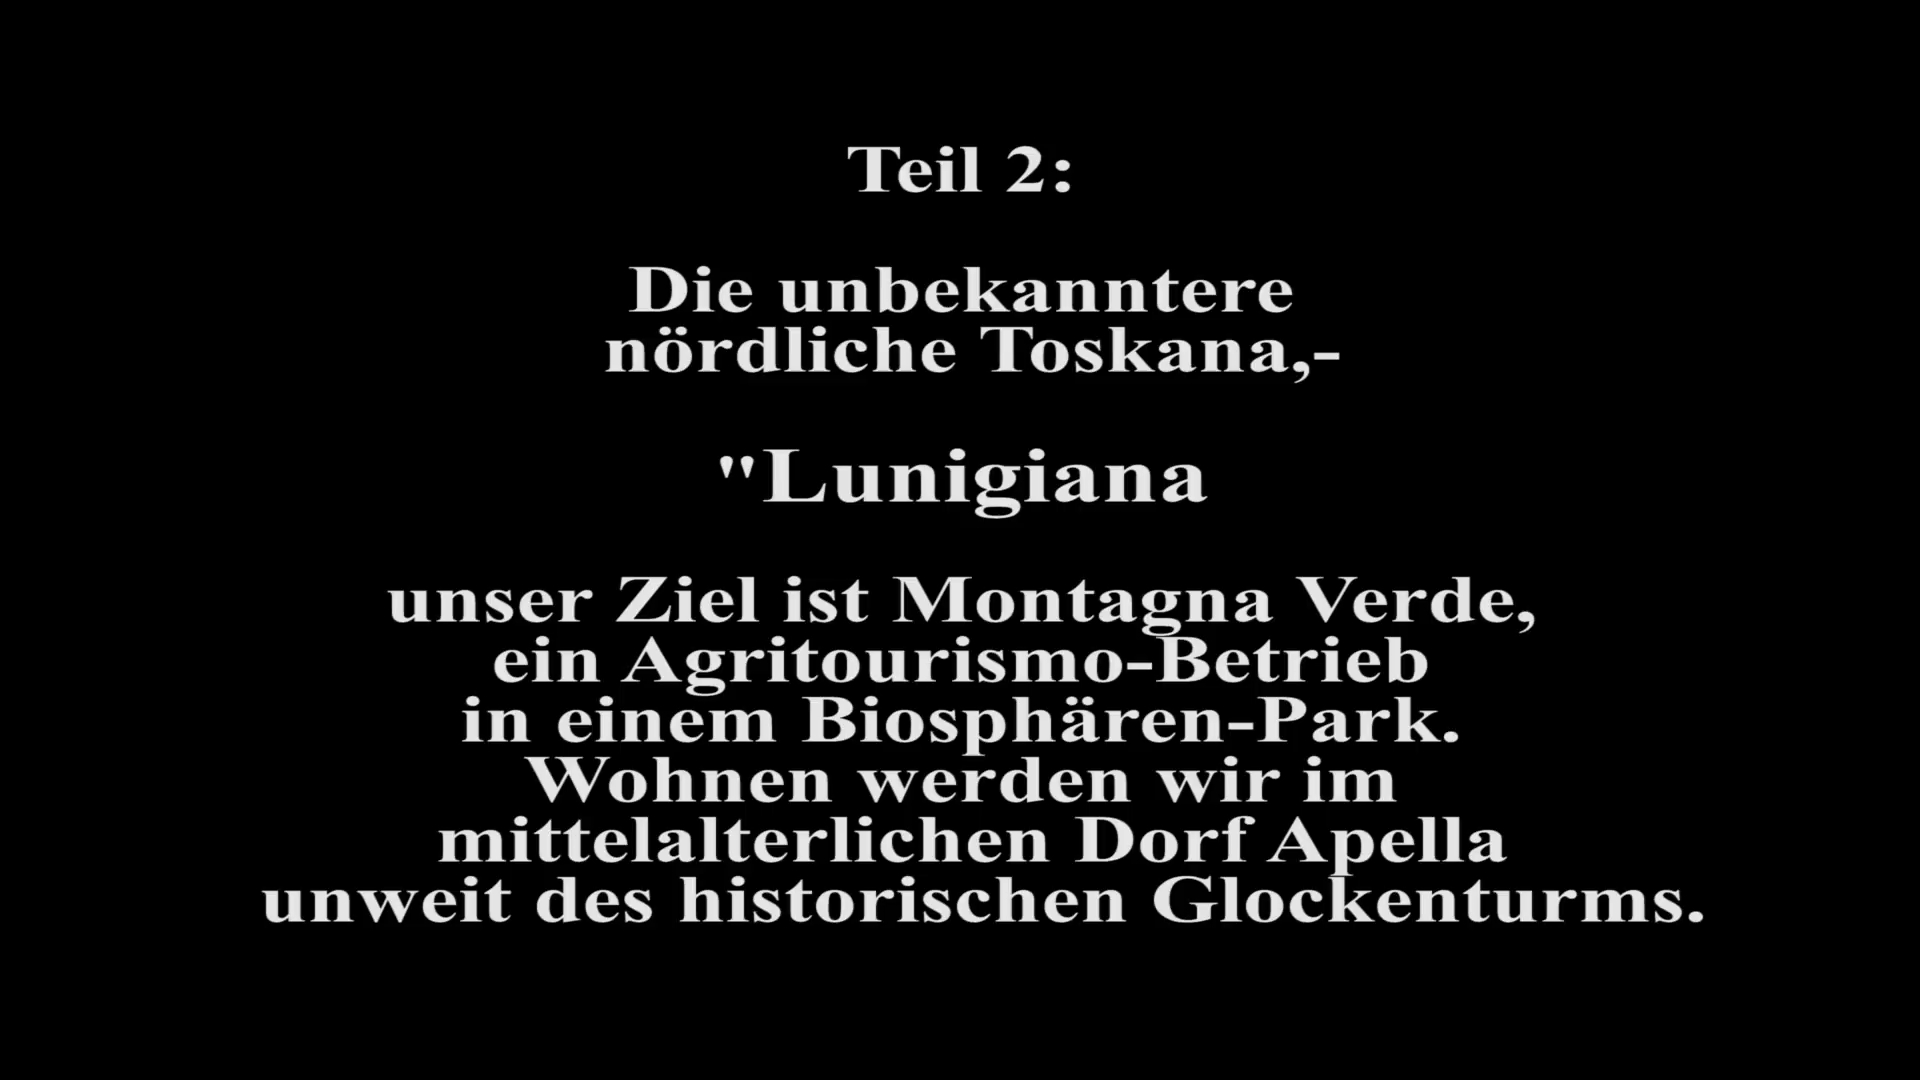 Teil 2:
Die unbekanntere
nördliche Toskana,-
"Lunigiana
unser Ziel ist Montagna Verde,
ein Agritourismo-Betrieb
in einem Biosphären-Park.
Wohnen werden wir im
mittelalterlichen Dorf Apella
unweit des historischen Glockenturms.